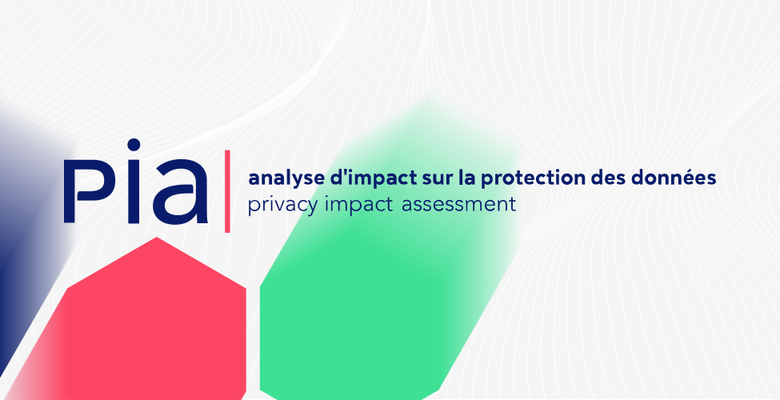 pia
analyse d'impact sur la protection des données
privacy impact assessment